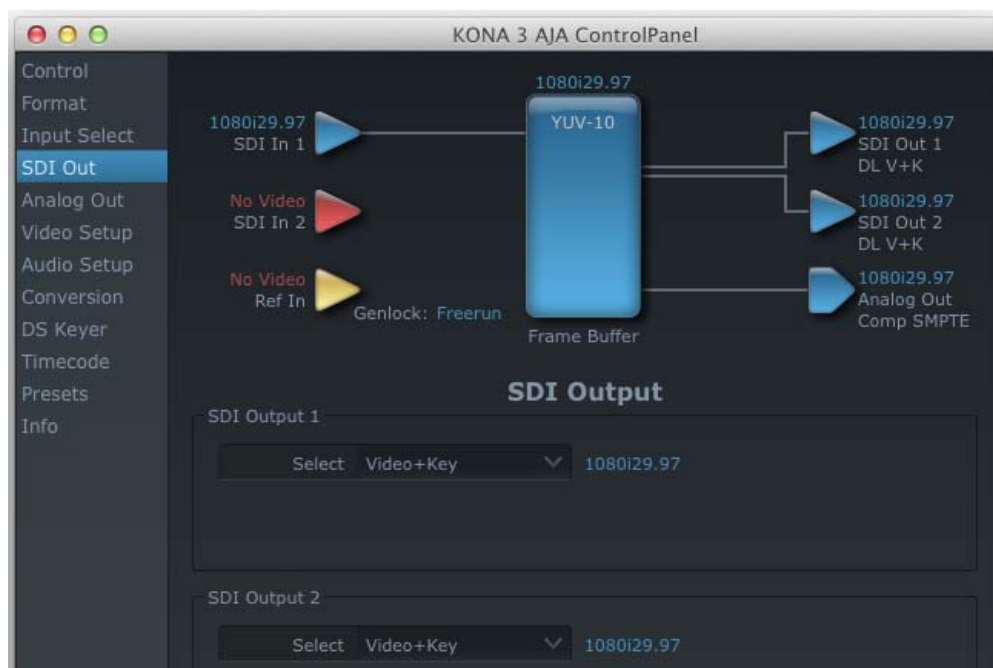 KONA 3 AJA ControlPanel
Control
Format
Input Select
SDI Out
Analog Out
Video Setup
Audio Setup
Conversion
DS Keyer
Timecode
Presets
Info
1080i29.97
YUV-10
Frame Buffer
1080i29.97
SDI In 1
No Video
SDI In 2
No Video
Ref In
Genlock: Freerun
1080i29.97
SDI Out 1
DL V+K
1080i29.97
SDI Out 2
DL V+K
1080i29.97
Analog Out
Comp SMPTE
SDI Output
SDI Output 1
Select Video+Key 1080i29.97
SDI Output 2
Select Video+Key 1080i29.97